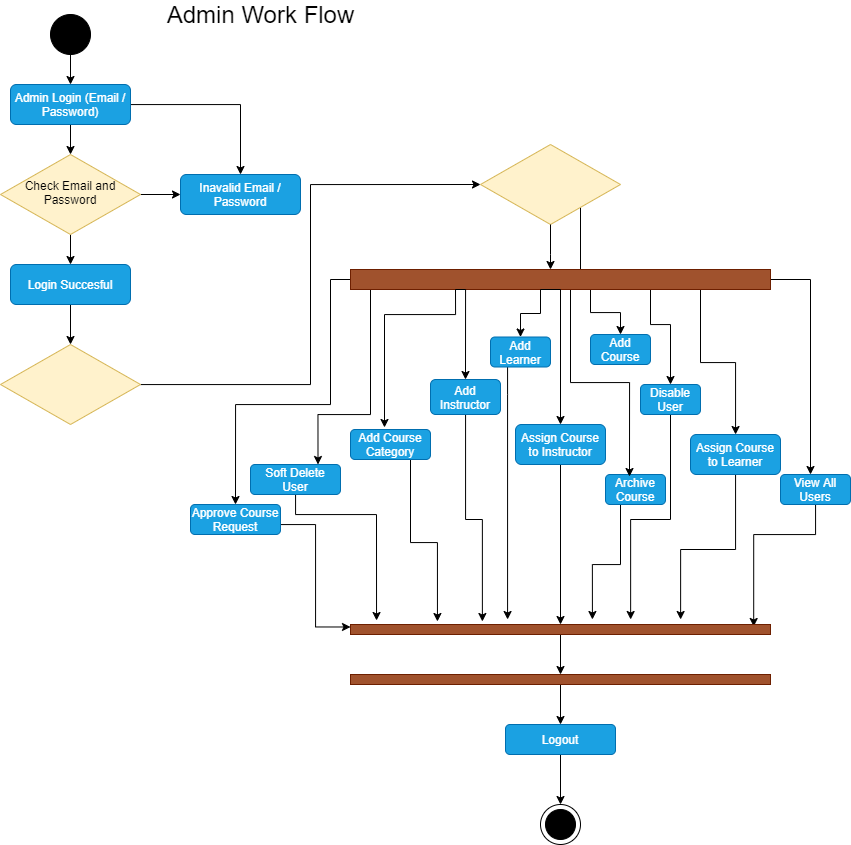 Admin Work Flow
Admin Login (Email /
Password)
Check Email and
Password
Inavalid Email /
Password
Login Succesful
Add
Learner
Add
Course
Add
Instructor
Disable
User
Add Course
Category
Assign Course
to Instructor
Assign Course
to Learner
Soft Delete
User
Archive
Course
View All
Users
Approve Course
Request
Logout